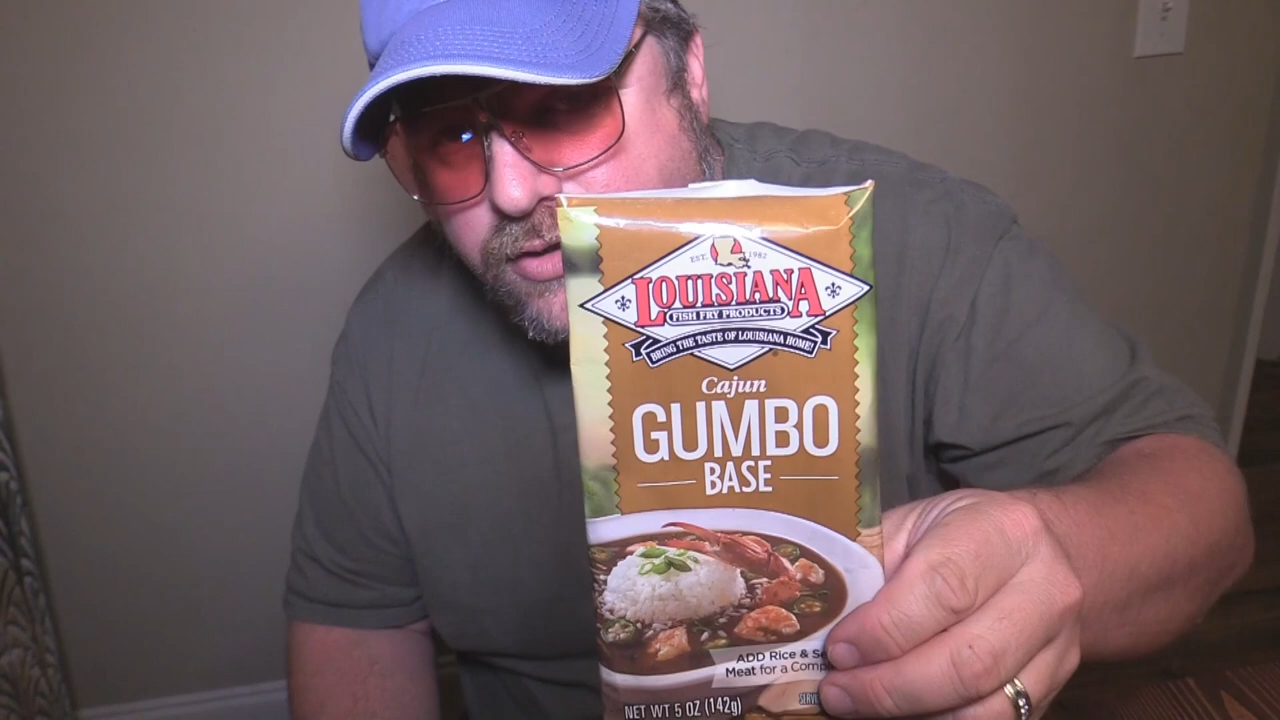 EST. 1982
LOUISIANA
FISH FRY PRODUCTS
BRING THE TASTE OF LOUISIANA HOME!
Cajun
GUMBO
BASE
ADD Rice &
Meat for a
NET WT 5 OZ (142g)